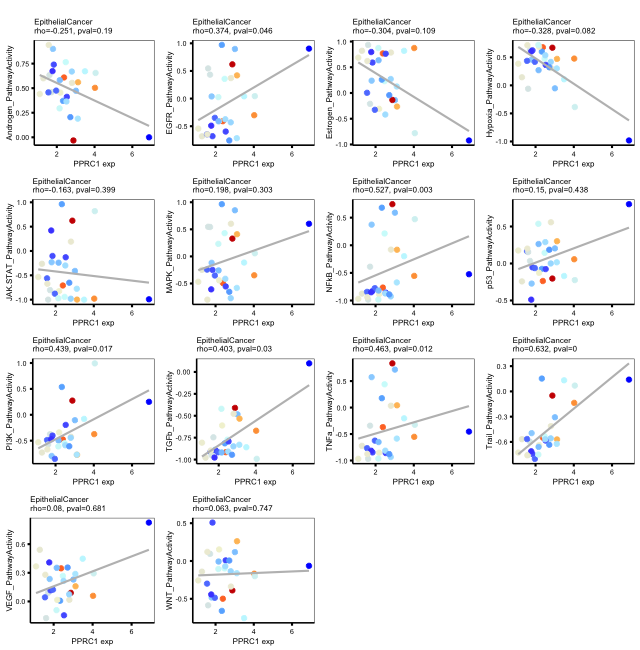 EpithelialCancer
rho=-0.251, pval=0.19
Androgen_PathwayActivity
0.75
0.50
0.25
0.00
2 4 6
PPRC1 exp
EpithelialCancer
rho=0.374, pval=0.046
EGFR_PathwayActivity
1.0
0.5
0.0
-0.5
2 4 6
PPRC1 exp
EpithelialCancer
rho=-0.304, pval=0.109
Estrogen_PathwayActivity
1.0
0.5
0.0
-0.5
-1.0
2 4 6
PPRC1 exp
EpithelialCancer
rho=-0.328, pval=0.082
Hypoxia_PathwayActivity
0.5
0.0
-0.5
-1.0
2 4 6
PPRC1 exp
EpithelialCancer
rho=-0.163, pval=0.399
JAK.STAT_PathwayActivity
1.0
0.5
0.0
-0.5
-1.0
2 4 6
PPRC1 exp
EpithelialCancer
rho=0.198, pval=0.303
MAPK_PathwayActivity
1.0
0.5
0.0
-0.5
2 4 6
PPRC1 exp
EpithelialCancer
rho=0.527, pval=0.003
NFkB_PathwayActivity
0.5
0.0
-0.5
-1.0
2 4 6
PPRC1 exp
EpithelialCancer
rho=0.15, pval=0.438
p53_PathwayActivity
0.5
0.0
-0.5
2 4 6
PPRC1 exp
EpithelialCancer
rho=0.439, pval=0.017
PI3K_PathwayActivity
1.0
0.5
0.0
-0.5
2 4 6
PPRC1 exp
EpithelialCancer
rho=0.403, pval=0.03
TGFb_PathwayActivity
0.00
-0.25
-0.50
-0.75
-1.00
2 4 6
PPRC1 exp
EpithelialCancer
rho=0.463, pval=0.012
TNFa_PathwayActivity
0.5
0.0
-0.5
-1.0
2 4 6
PPRC1 exp
EpithelialCancer
rho=0.632, pval=0
Trail_PathwayActivity
0.3
0.0
-0.3
-0.6
2 4 6
PPRC1 exp
EpithelialCancer
rho=0.08, pval=0.681
VEGF_PathwayActivity
0.6
0.3
0.0
2 4 6
PPRC1 exp
EpithelialCancer
rho=0.063, pval=0.747
WNT_PathwayActivity
0.5
0.0
-0.5
2 4 6
PPRC1 exp